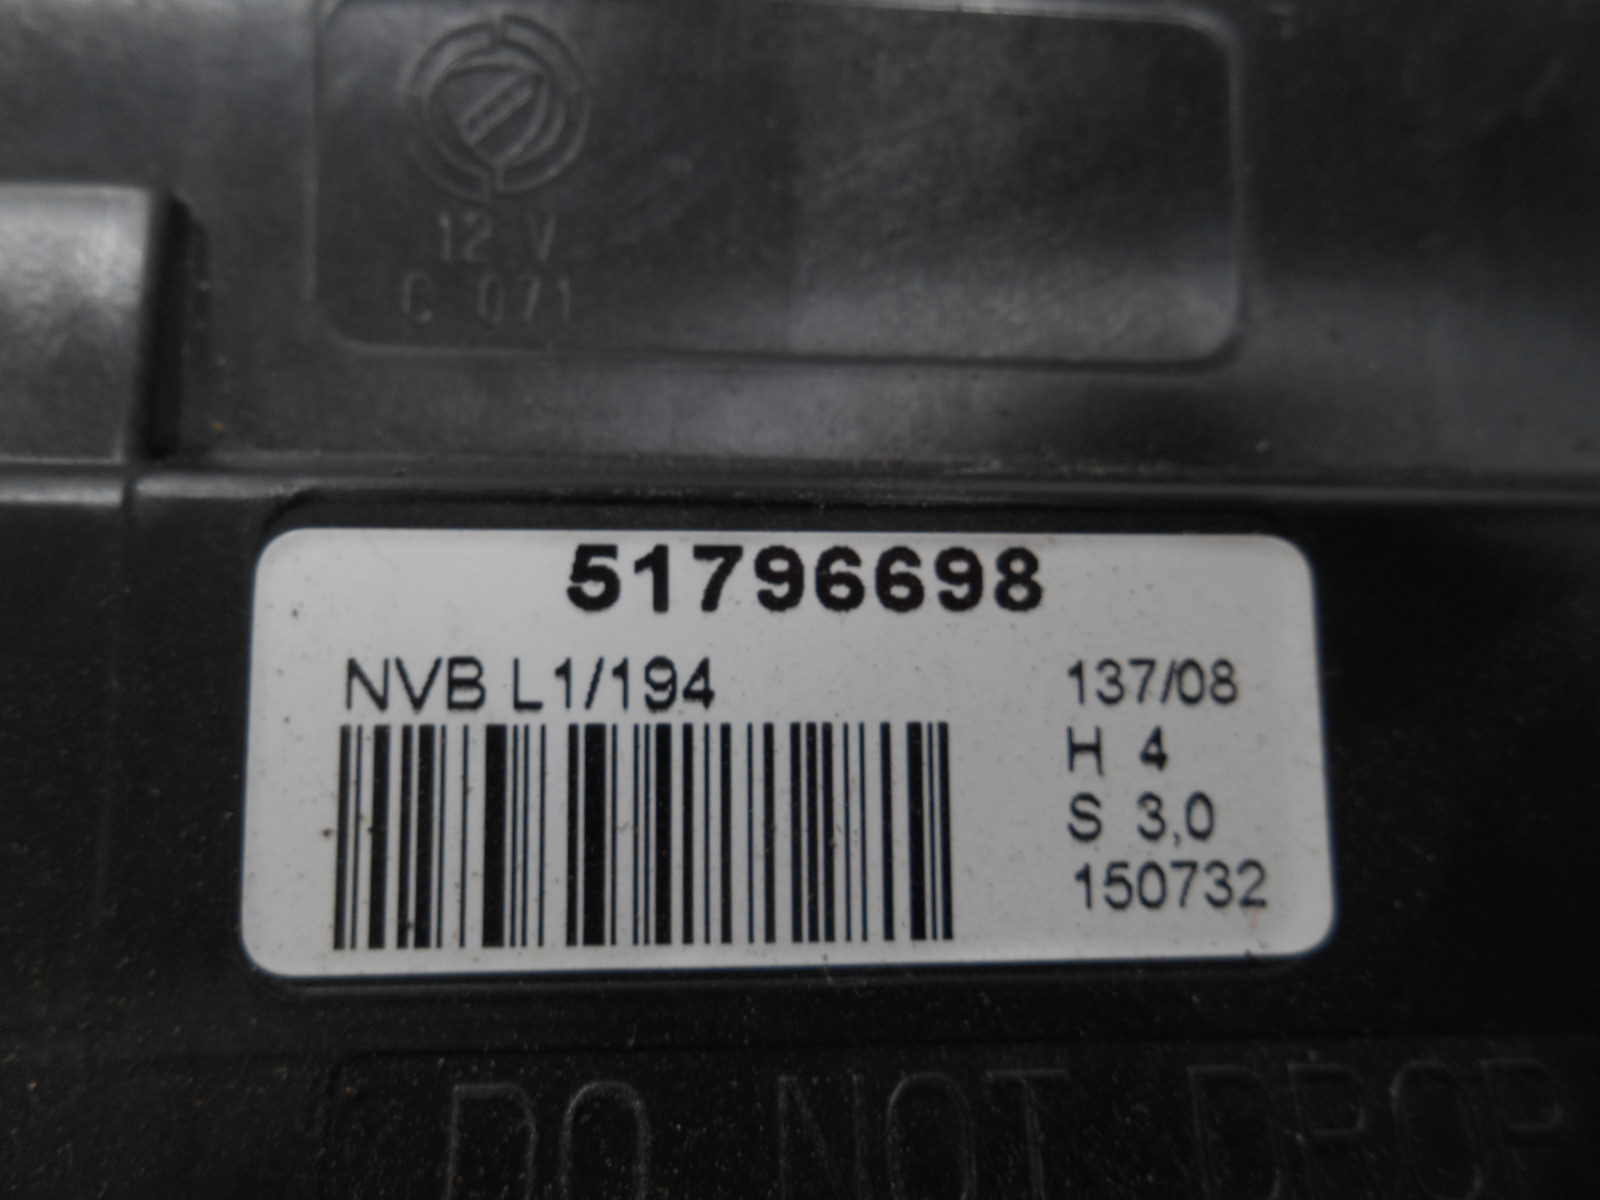 12 V
C 071
51796698
NVB L1/194
137/08
H 4
S 3,0
150732
DO NOT DROP